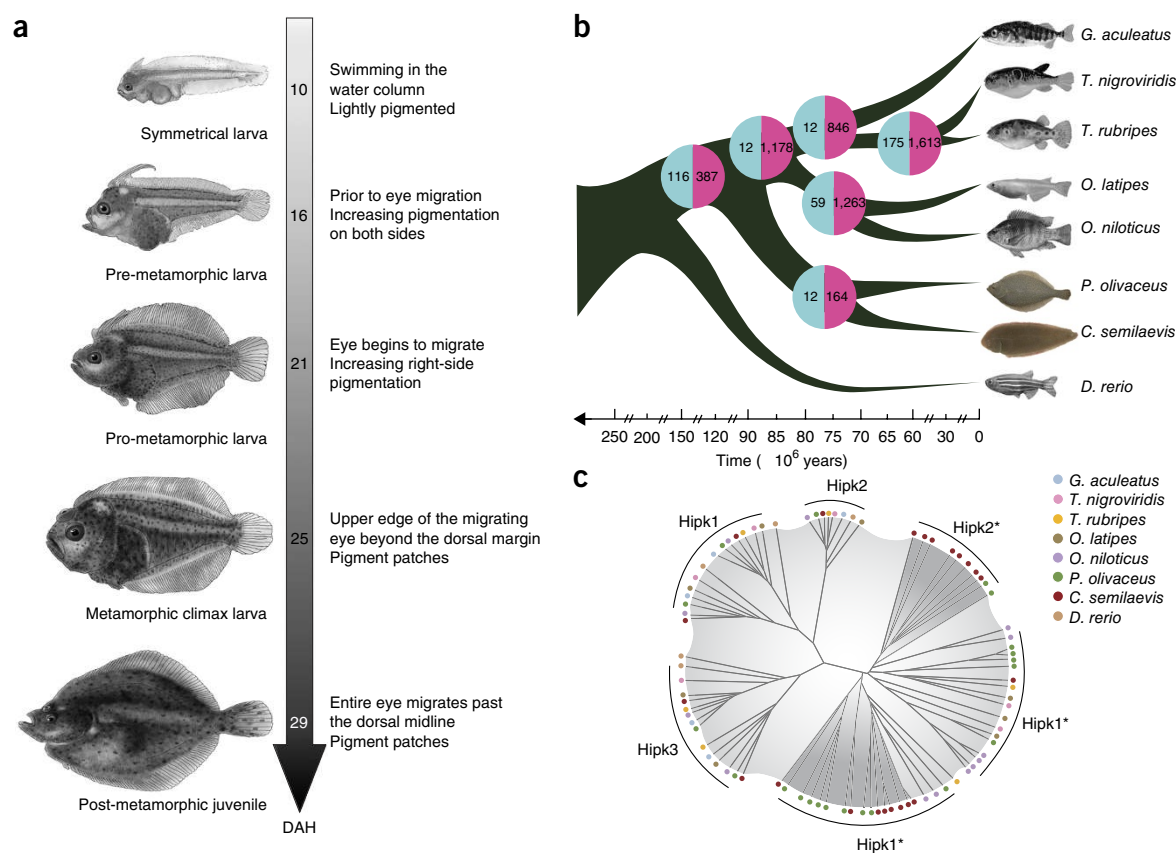 a
10
Swimming in the
water column
Lightly pigmented
Symmetrical larva
16
Prior to eye migration
Increasing pigmentation
on both sides
Pre-metamorphic larva
21
Eye begins to migrate
Increasing right-side
pigmentation
Pro-metamorphic larva
25
Upper edge of the migrating
eye beyond the dorsal margin
Pigment patches
Metamorphic climax larva
29
Entire eye migrates past
the dorsal midline
Pigment patches
Post-metamorphic juvenile
DAH
b
G. aculeatus
T. nigroviridis
T. rubripes
O. latipes
O. niloticus
P. olivaceus
C. semilaevis
D. rerio
116 387
12 1,178
12 846
175 1,613
59 1,263
12 164
250 200 150 120 90 85 80 75 70 65 60 30 0
Time ( 10^6 years)
c
Hipk1
Hipk2
Hipk2*
Hipk1*
Hipk1*
Hipk3
G. aculeatus
T. nigroviridis
T. rubripes
O. latipes
O. niloticus
P. olivaceus
C. semilaevis
D. rerio